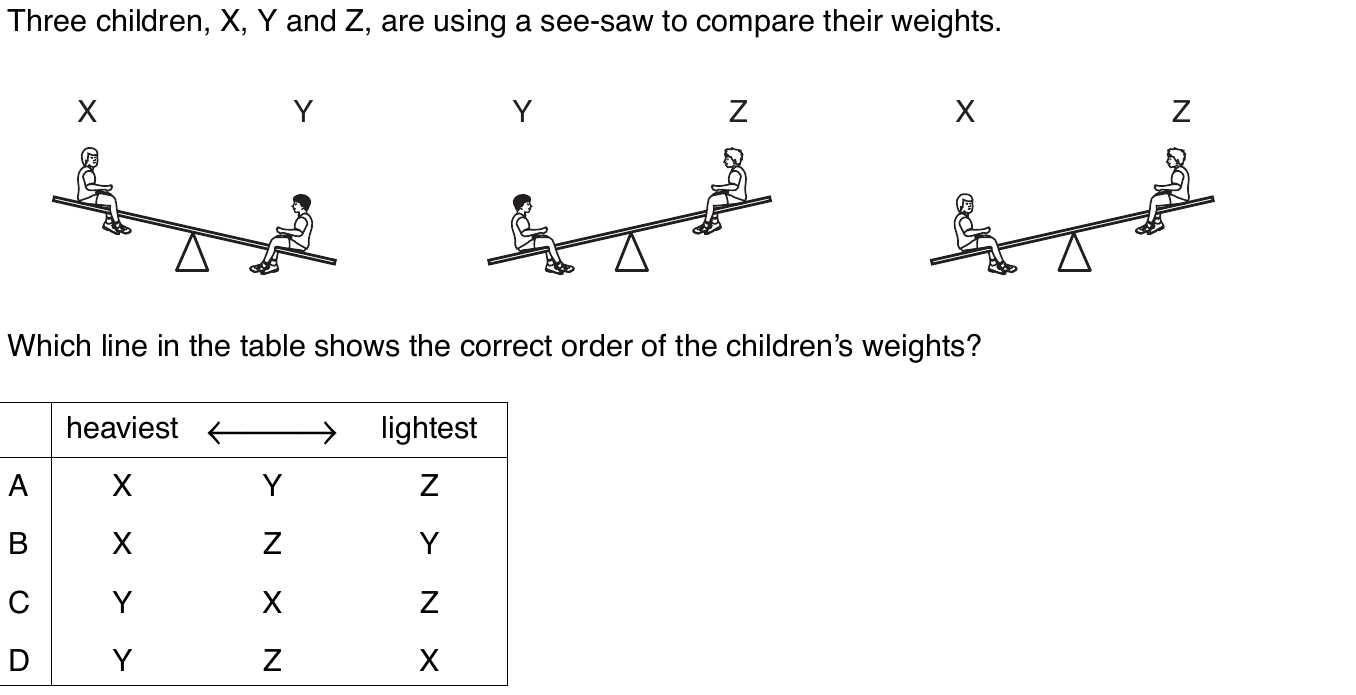 Three children, X, Y and Z, are using a see-saw to compare their weights.
X Y Y Z X Z
Which line in the table shows the correct order of the children’s weights?
heaviest ⟷ lightest
A X Y Z
B X Z Y
C Y X Z
D Y Z X